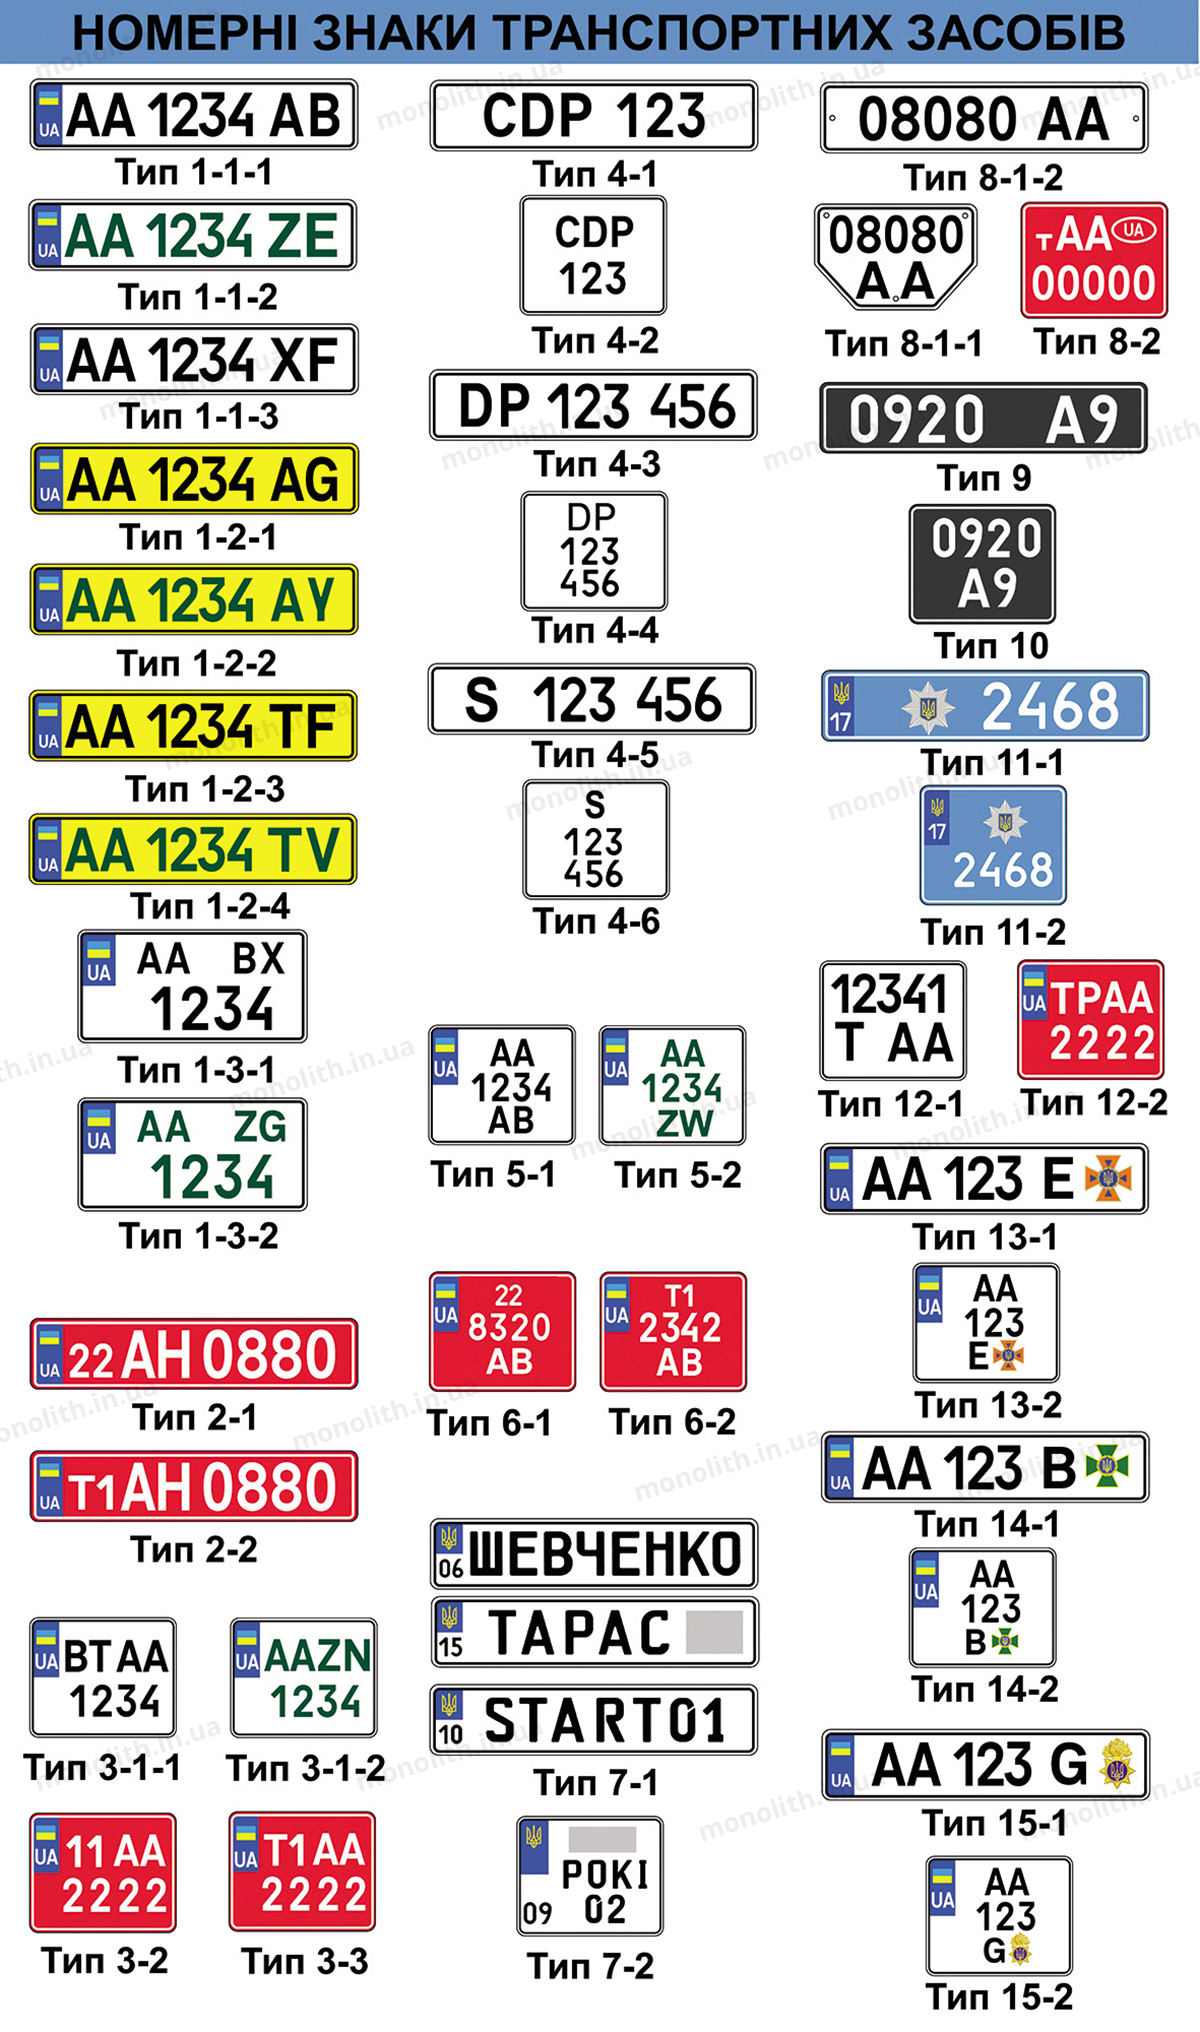 НОМЕРНІ ЗНАКИ ТРАНСПОРТНИХ ЗАСОБІВ
UA AA 1234 AB
Тип 1-1-1
UA AA 1234 ZE
Тип 1-1-2
UA AA 1234 XF
Тип 1-1-3
UA AA 1234 AG
Тип 1-2-1
UA AA 1234 AY
Тип 1-2-2
UA AA 1234 TF
Тип 1-2-3
UA AA 1234 TV
Тип 1-2-4
UA AA BX
1234
Тип 1-3-1
UA AA ZG
1234
Тип 1-3-2
UA 22 AH 0880
Тип 2-1
UA T1 AH 0880
Тип 2-2
UA BT AA
1234
Тип 3-1-1
UA AAZN
1234
Тип 3-1-2
UA 11 AA
2222
Тип 3-2
UA T1 AA
2222
Тип 3-3
CDP 123
Тип 4-1
CDP
123
Тип 4-2
DP 123 456
Тип 4-3
DP
123
456
Тип 4-4
S 123 456
Тип 4-5
S
123
456
Тип 4-6
UA AA
1234
AB
Тип 5-1
UA AA
1234
ZW
Тип 5-2
UA 22
8320
AB
Тип 6-1
UA T1
2342
AB
Тип 6-2
06 ШЕВЧЕНКО
15 ТАРАС
10 START01
Тип 7-1
РОКІ
09 02
Тип 7-2
08080 AA
Тип 8-1-2
08080
A.A
Тип 8-1-1
TAA UA
00000
Тип 8-2
0920 A9
Тип 9
0920
A9
Тип 10
17 2468
Тип 11-1
17
2468
Тип 11-2
12341
T AA
Тип 12-1
UA TPAA
2222
Тип 12-2
UA AA 123 E
Тип 13-1
UA AA
123
E
Тип 13-2
UA AA 123 B
Тип 14-1
UA AA
123
B
Тип 14-2
UA AA 123 G
Тип 15-1
UA AA
123
G
Тип 15-2
monolith.in.ua